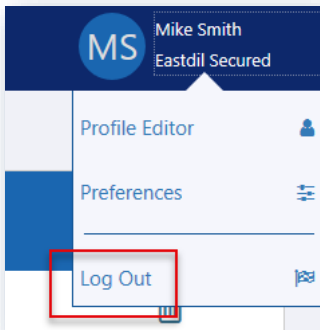 MS
Mike Smith
Eastdil Secured
Profile Editor
Preferences
Log Out